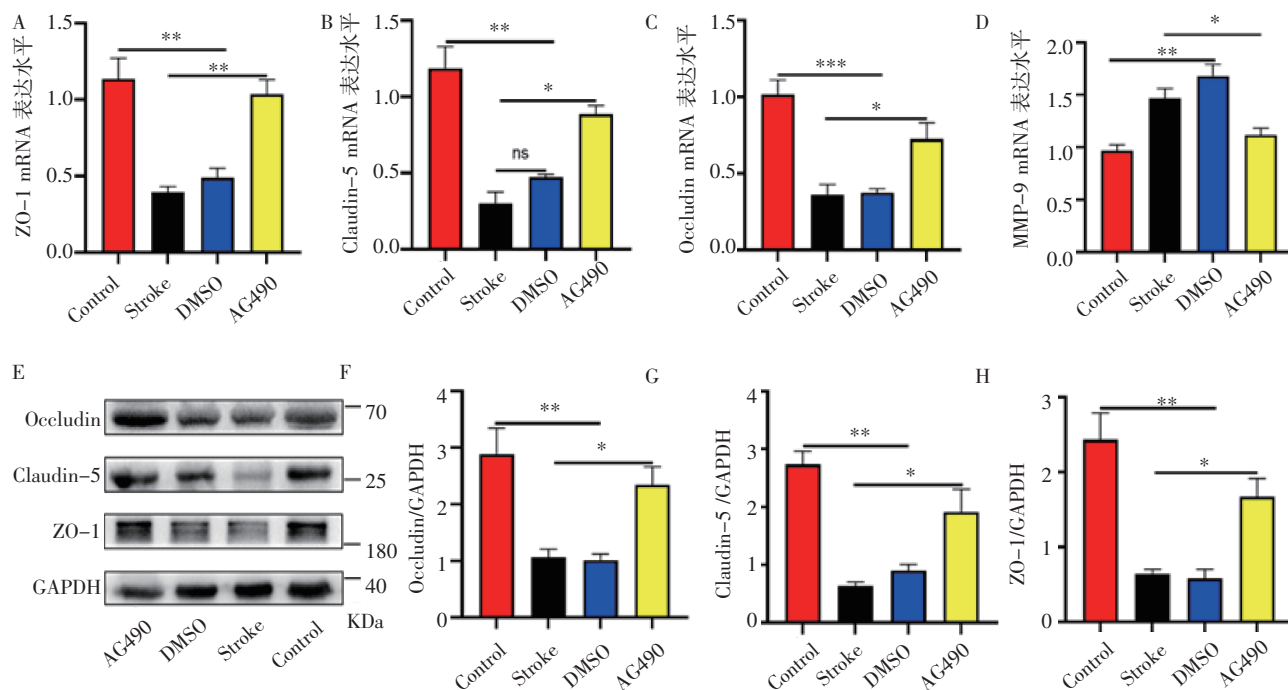 A
ZO-1 mRNA 表达水平
1.5
1.0
0.5
0.0
**
**
Control
Stroke
DMSO
AG490
B
Claudin-5 mRNA 表达水平
1.5
1.0
0.5
0.0
**
*
ns
Control
Stroke
DMSO
AG490
C
Occludin mRNA 表达水平
1.5
1.0
0.5
0.0
***
*
Control
Stroke
DMSO
AG490
D
MMP-9 mRNA 表达水平
2.0
1.5
1.0
0.5
0.0
*
**
Control
Stroke
DMSO
AG490
E
Occludin
70
Claudin-5
25
ZO-1
180
GAPDH
40
KDa
AG490
DMSO
Stroke
Control
F
Occludin/GAPDH
4
3
2
1
0
**
*
Control
Stroke
DMSO
AG490
G
Claudin-5 /GAPDH
4
3
2
1
0
**
*
Control
Stroke
DMSO
AG490
H
ZO-1/GAPDH
3
2
1
0
**
*
Control
Stroke
DMSO
AG490